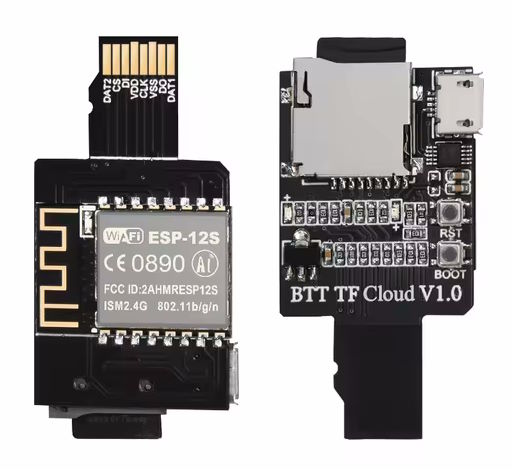 DAT2
CS
DI
VDD
CLK
VSS
DO
DAT1
WiFi ESP-12S
CE 0890 AI
FCC ID:2AHMRESP12S
ISM2.4G 802.11b/g/n
+
+
RST
BOOT
BTT TF Cloud V1.0